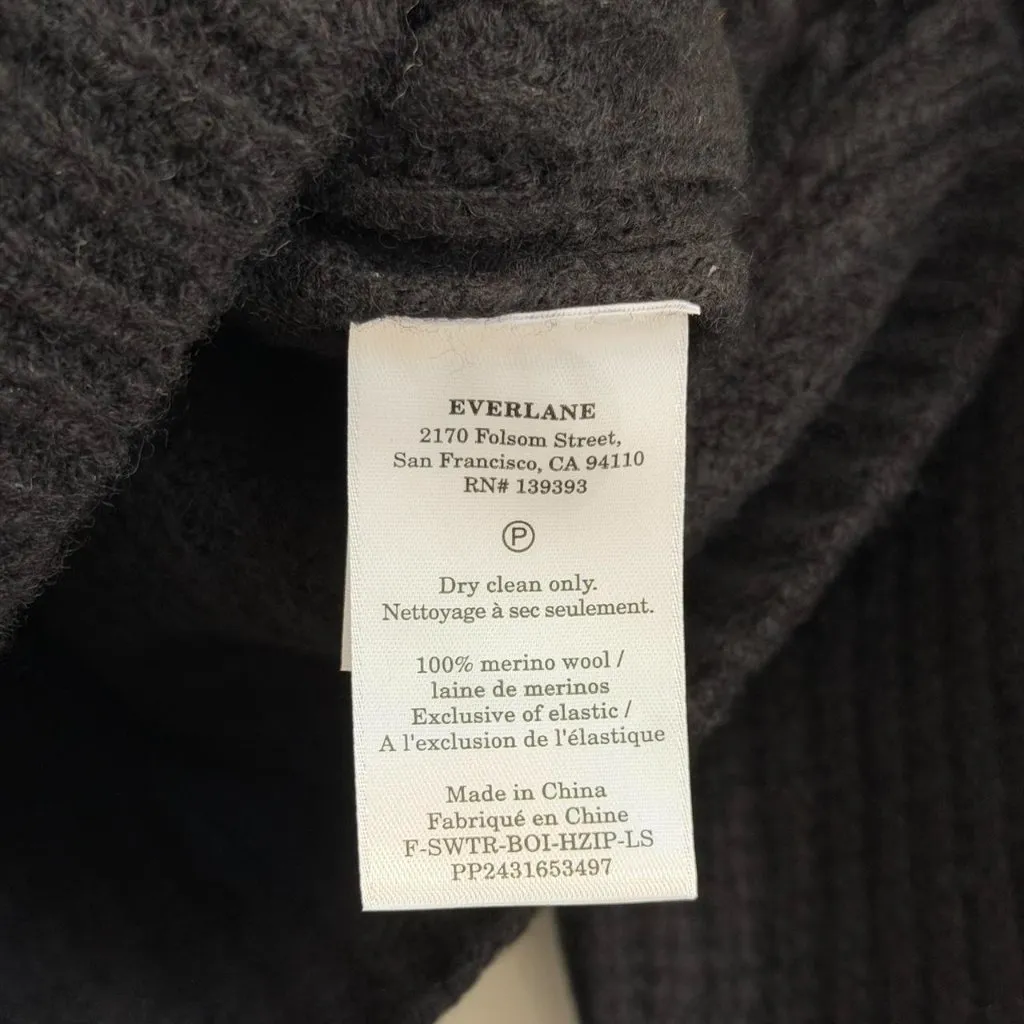 EVERLANE
2170 Folsom Street,
San Francisco, CA 94110
RN# 139393
Ⓟ
Dry clean only.
Nettoyage à sec seulement.
100% merino wool /
laine de merinos
Exclusive of elastic /
A l'exclusion de l'élastique
Made in China
Fabriqué en Chine
F-SWTR-BOI-HZIP-LS
PP2431653497